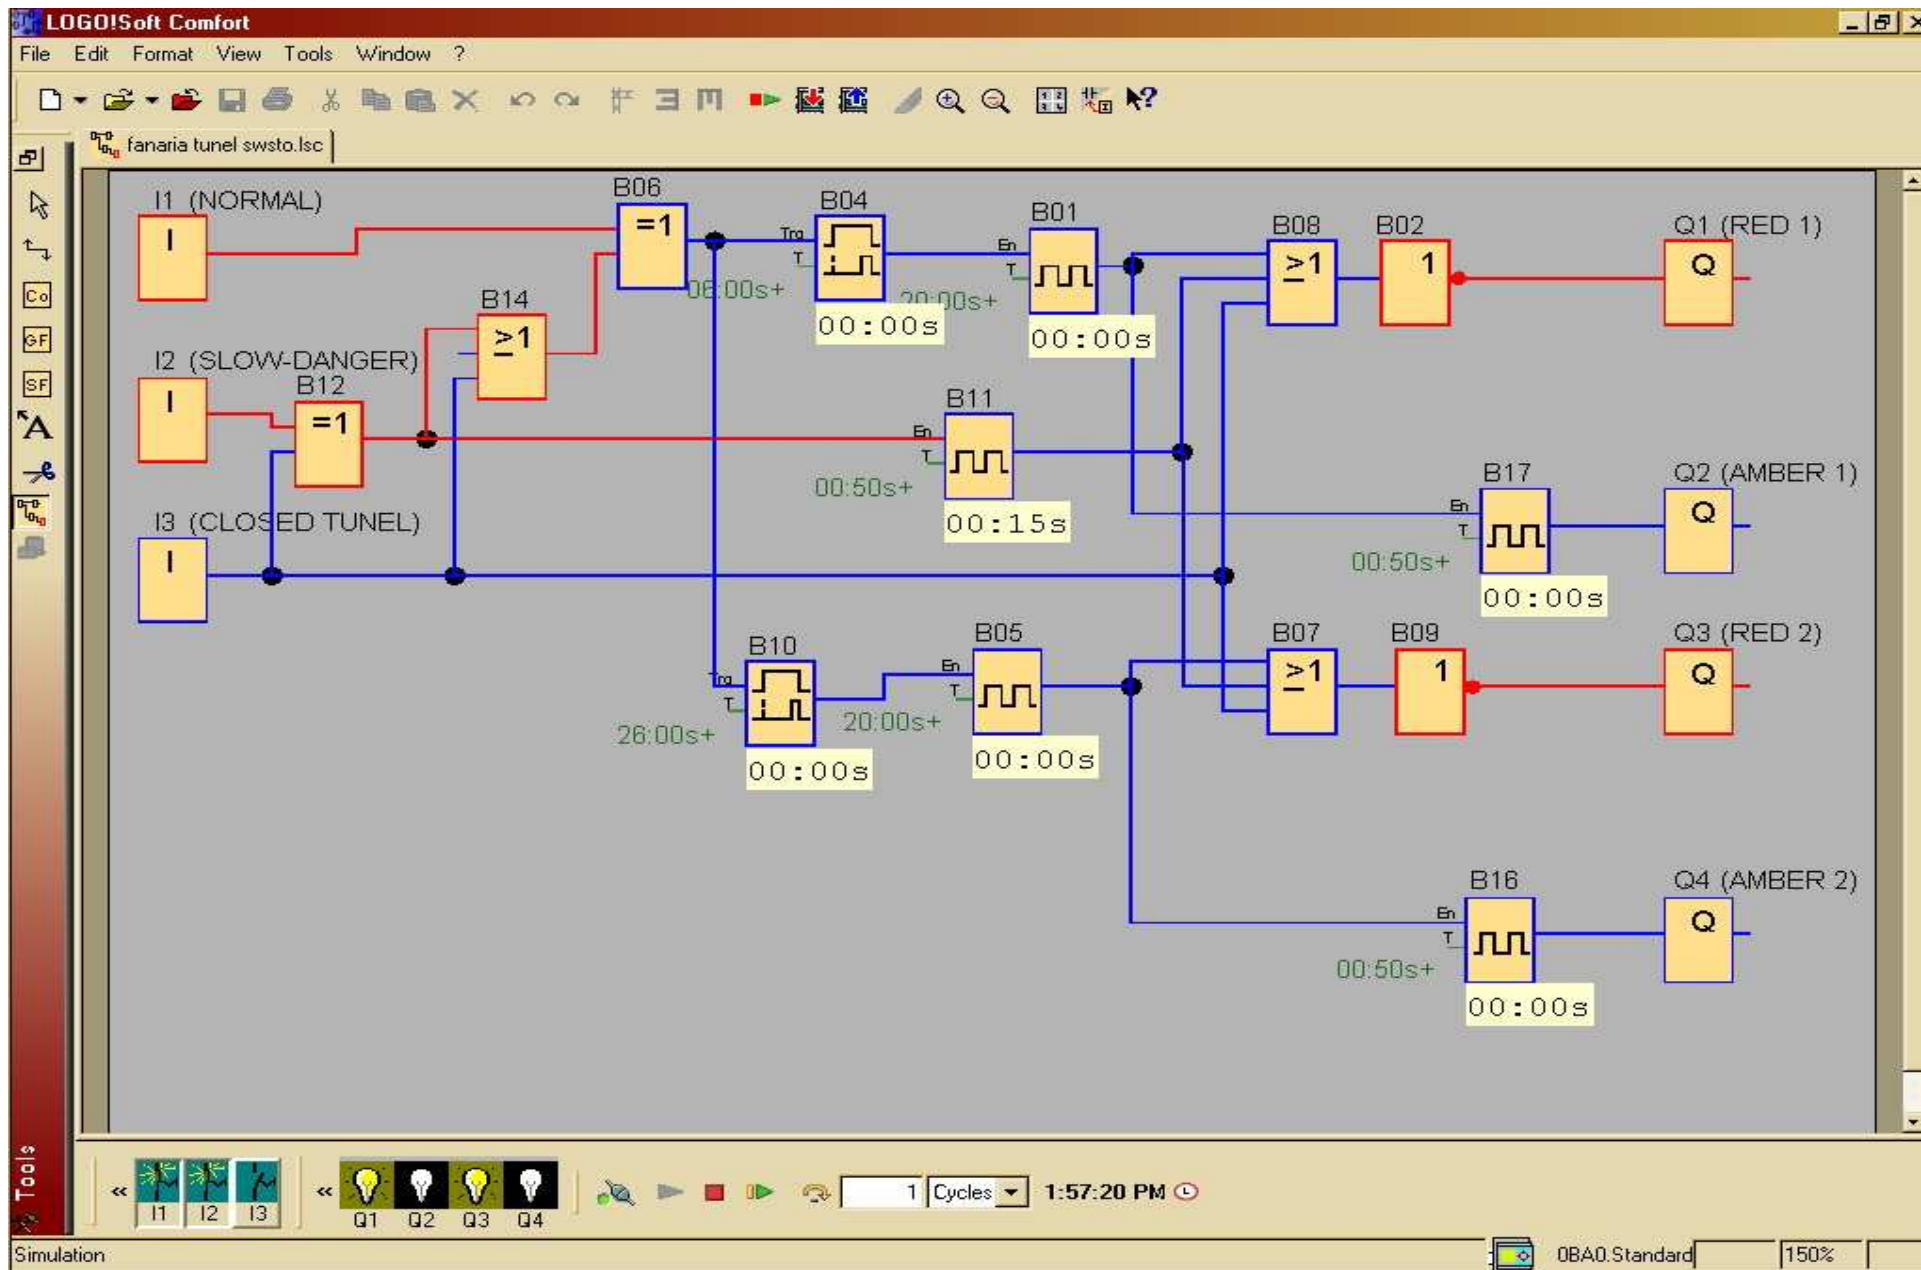 LOGO!Soft Comfort
File Edit Format View Tools Window ?
fanaria tunel swsto.lsc
I1 (NORMAL)
I
B06
=1
B04
Trg
T
06:00s+
00:00s
B01
En
T
20:00s+
00:00s
B08
≥1
B02
1
Q1 (RED 1)
Q
B14
≥1
I2 (SLOW-DANGER)
I
B12
=1
B11
En
T
00:50s+
00:15s
B17
En
T
00:50s+
00:00s
Q2 (AMBER 1)
Q
I3 (CLOSED TUNEL)
I
B10
Trg
T
26:00s+
00:00s
B05
En
T
20:00s+
00:00s
B07
≥1
B09
1
Q3 (RED 2)
Q
B16
En
T
00:50s+
00:00s
Q4 (AMBER 2)
Q
Co
GF
SF
A
Tools
« I1 I2 I3 « Q1 Q2 Q3 Q4 1 Cycles 1:57:20 PM
Simulation 0BA0.Standard 150%